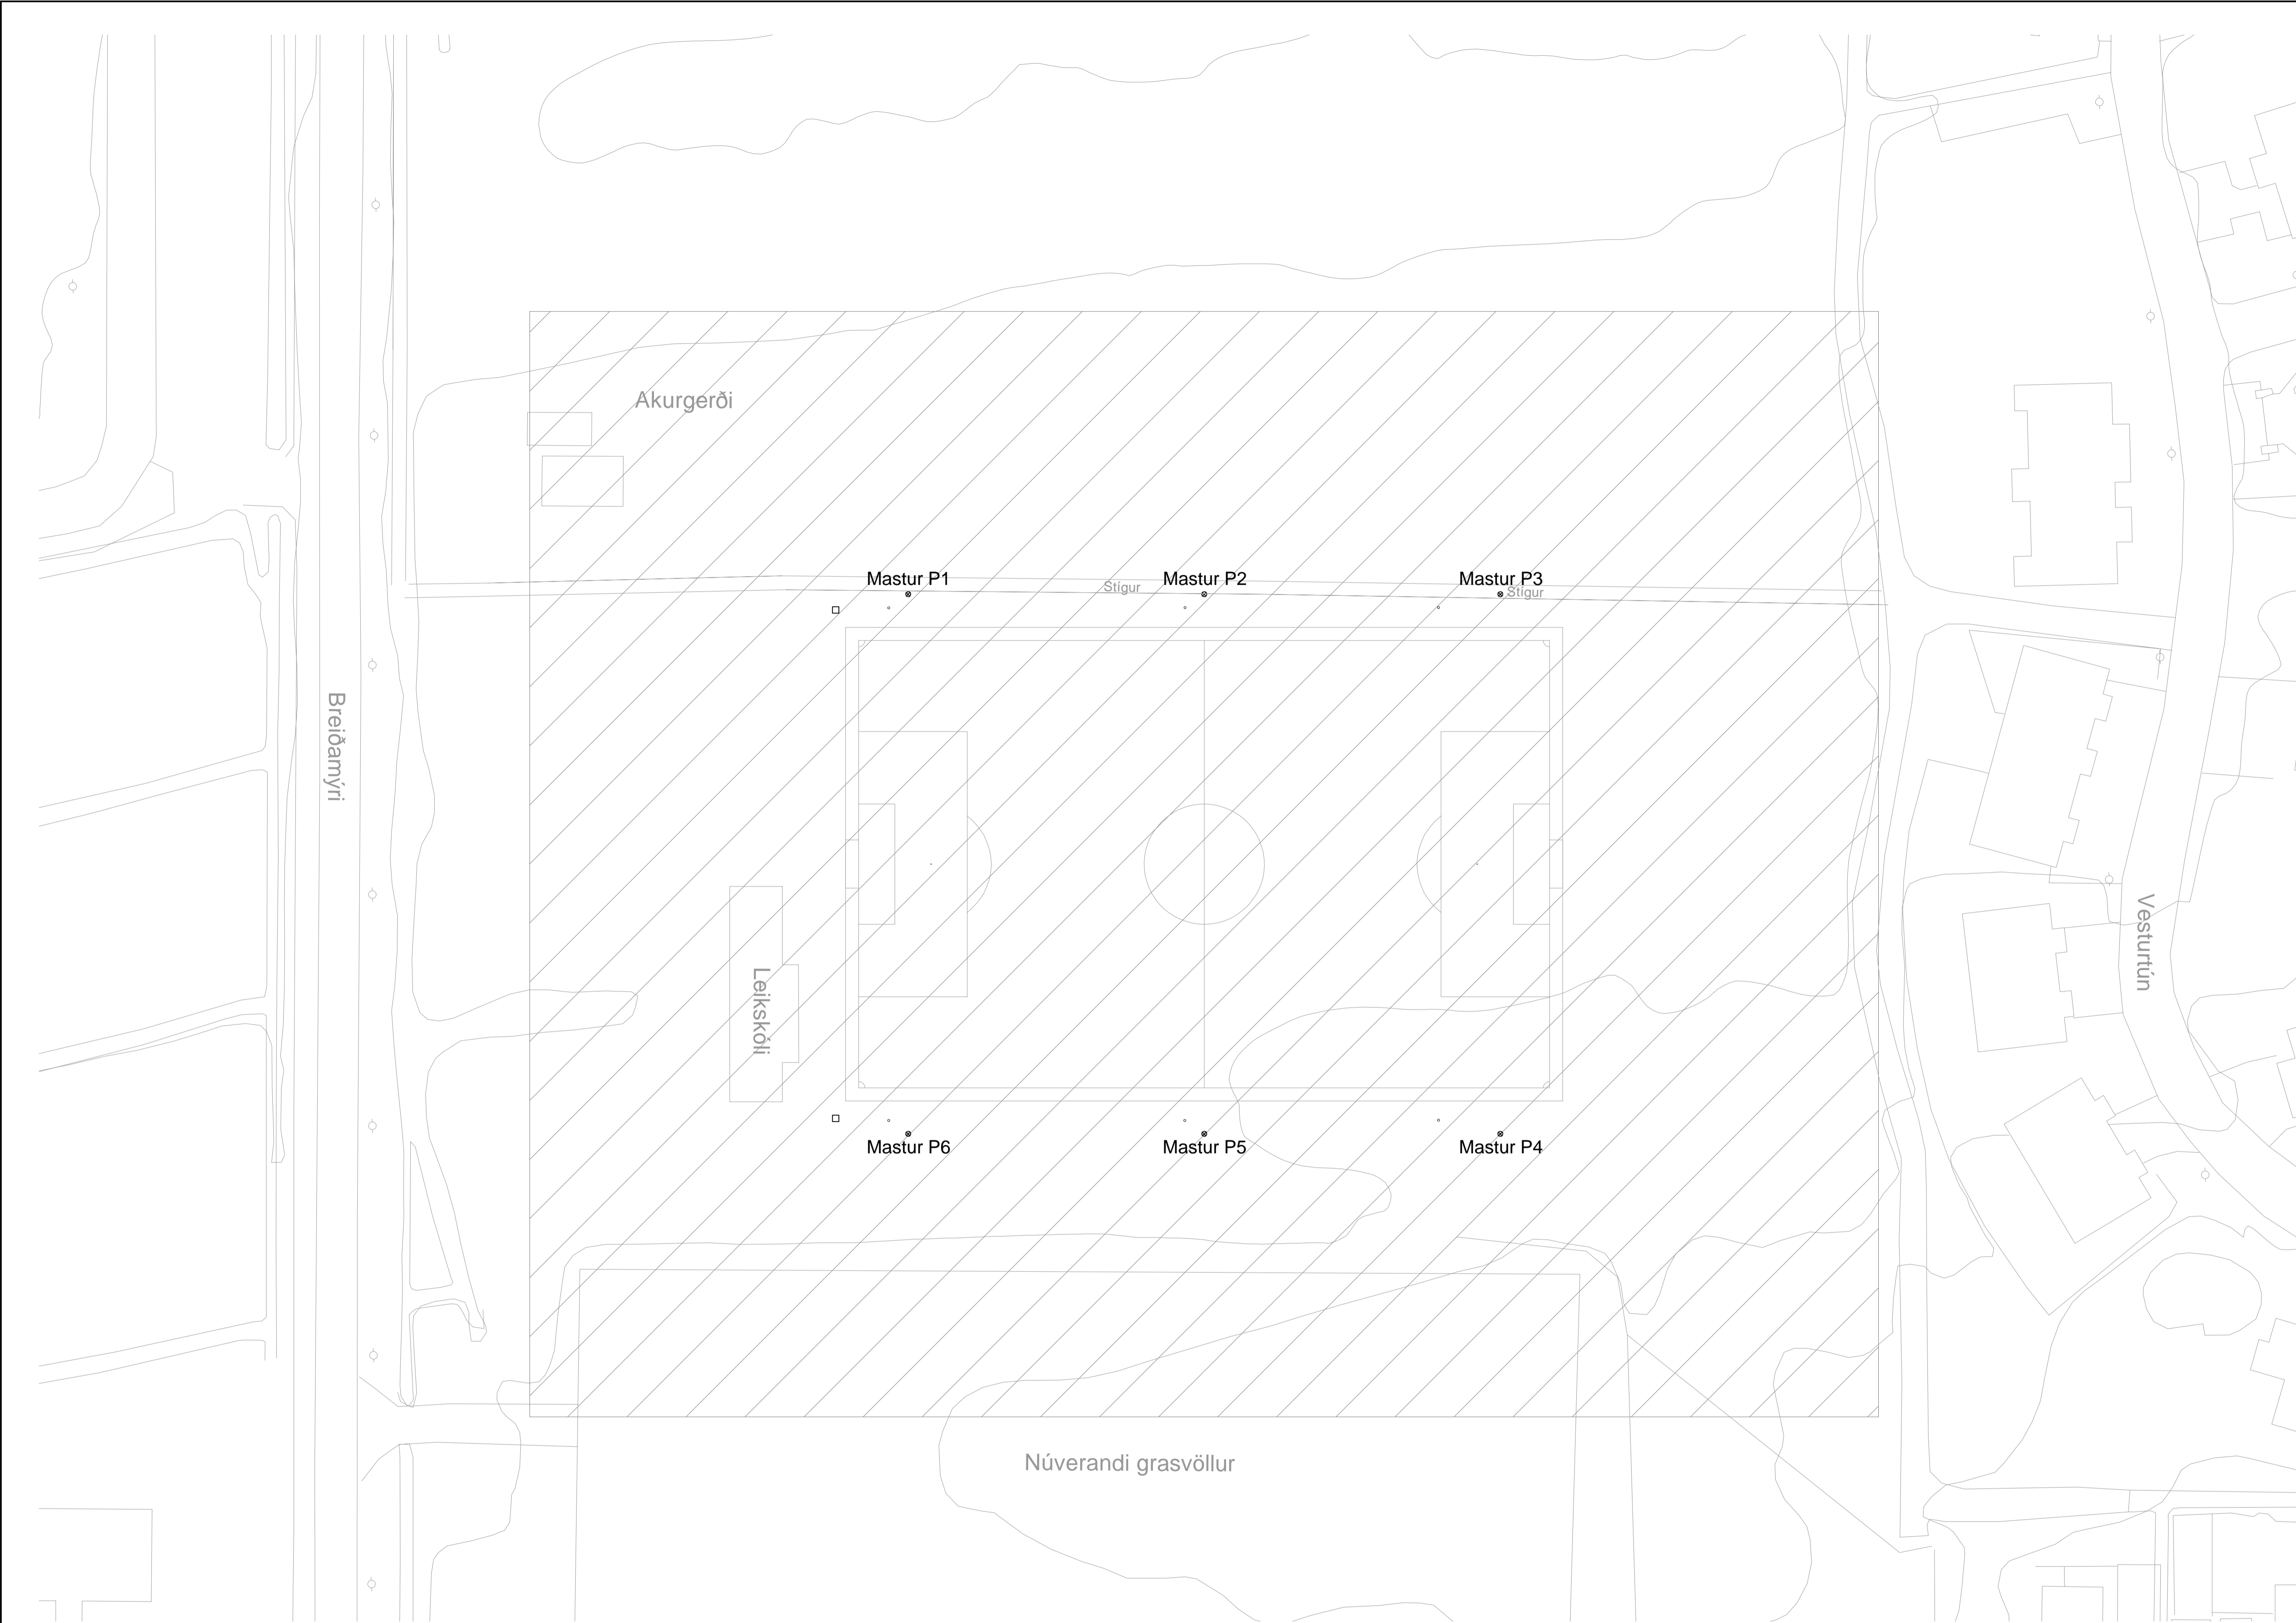 Akurgerði
Mastur P1
Mastur P2
Mastur P3
Stígur
Stígur
Breiðamýri
Leikskóli
Vesturtún
Mastur P6
Mastur P5
Mastur P4
Núverandi grasvöllur